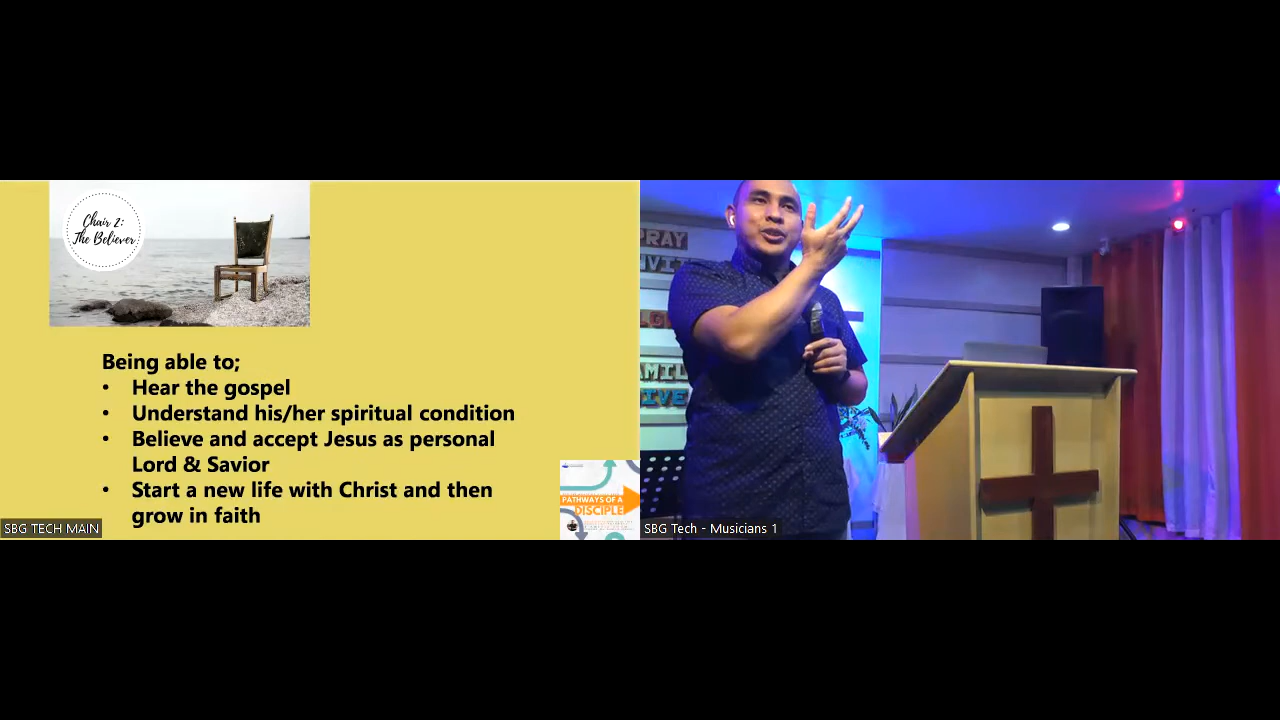 Chair 2:
The Believer
Being able to;
• Hear the gospel
• Understand his/her spiritual condition
• Believe and accept Jesus as personal
Lord & Savior
• Start a new life with Christ and then
grow in faith
SBG TECH MAIN
PATHWAYS OF A
DISCIPLE
PRAY
SBG Tech - Musicians 1